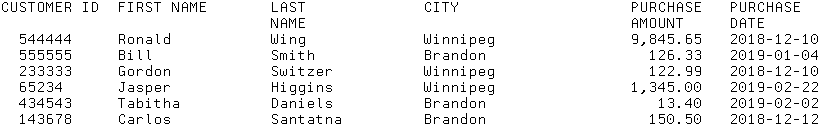 CUSTOMER ID FIRST NAME LAST CITY PURCHASE PURCHASE
NAME AMOUNT DATE
544444 Ronald Wing Winnipeg 9,845.65 2018-12-10
555555 Bill Smith Brandon 126.33 2019-01-04
233333 Gordon Switzer Winnipeg 122.99 2018-12-10
65234 Jasper Higgins Winnipeg 1,345.00 2019-02-22
434543 Tabitha Daniels Brandon 13.40 2019-02-02
143678 Carlos Santatna Brandon 150.50 2018-12-12